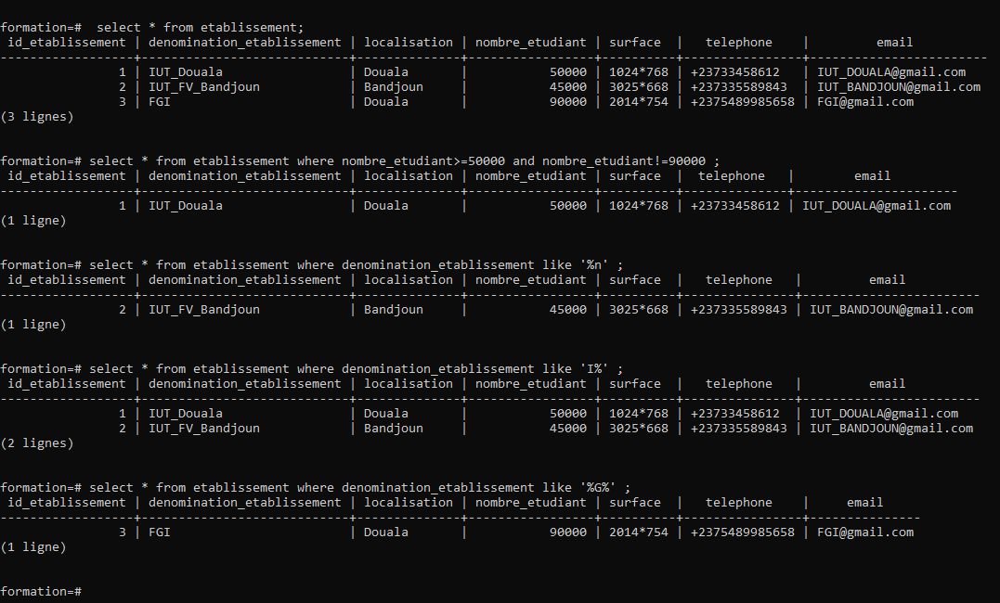 formation=#  select * from etablissement;
 id_etablissement | denomination_etablissement | localisation | nombre_etudiant | surface  |   telephone    |         email
------------------+----------------------------+--------------+-----------------+----------+----------------+------------------------
                1 | IUT_Douala                 | Douala       |           50000 | 1024*768 | +23733458612   | IUT_DOUALA@gmail.com
                2 | IUT_FV_Bandjoun            | Bandjoun     |           45000 | 3025*668 | +237335589843  | IUT_BANDJOUN@gmail.com
                3 | FGI                        | Douala       |           90000 | 2014*754 | +2375489985658 | FGI@gmail.com
(3 lignes)


formation=# select * from etablissement where nombre_etudiant>=50000 and nombre_etudiant!=90000 ;
 id_etablissement | denomination_etablissement | localisation | nombre_etudiant | surface  |  telephone   |        email
------------------+----------------------------+--------------+-----------------+----------+--------------+----------------------
                1 | IUT_Douala                 | Douala       |           50000 | 1024*768 | +23733458612 | IUT_DOUALA@gmail.com
(1 ligne)


formation=# select * from etablissement where denomination_etablissement like '%n' ;
 id_etablissement | denomination_etablissement | localisation | nombre_etudiant | surface  |   telephone   |         email
------------------+----------------------------+--------------+-----------------+----------+---------------+------------------------
                2 | IUT_FV_Bandjoun            | Bandjoun     |           45000 | 3025*668 | +237335589843 | IUT_BANDJOUN@gmail.com
(1 ligne)


formation=# select * from etablissement where denomination_etablissement like 'I%' ;
 id_etablissement | denomination_etablissement | localisation | nombre_etudiant | surface  |   telephone   |         email
------------------+----------------------------+--------------+-----------------+----------+---------------+------------------------
                1 | IUT_Douala                 | Douala       |           50000 | 1024*768 | +23733458612  | IUT_DOUALA@gmail.com
                2 | IUT_FV_Bandjoun            | Bandjoun     |           45000 | 3025*668 | +237335589843 | IUT_BANDJOUN@gmail.com
(2 lignes)


formation=# select * from etablissement where denomination_etablissement like '%G%' ;
 id_etablissement | denomination_etablissement | localisation | nombre_etudiant | surface  |   telephone    |     email
------------------+----------------------------+--------------+-----------------+----------+----------------+---------------
                3 | FGI                        | Douala       |           90000 | 2014*754 | +2375489985658 | FGI@gmail.com
(1 ligne)


formation=#